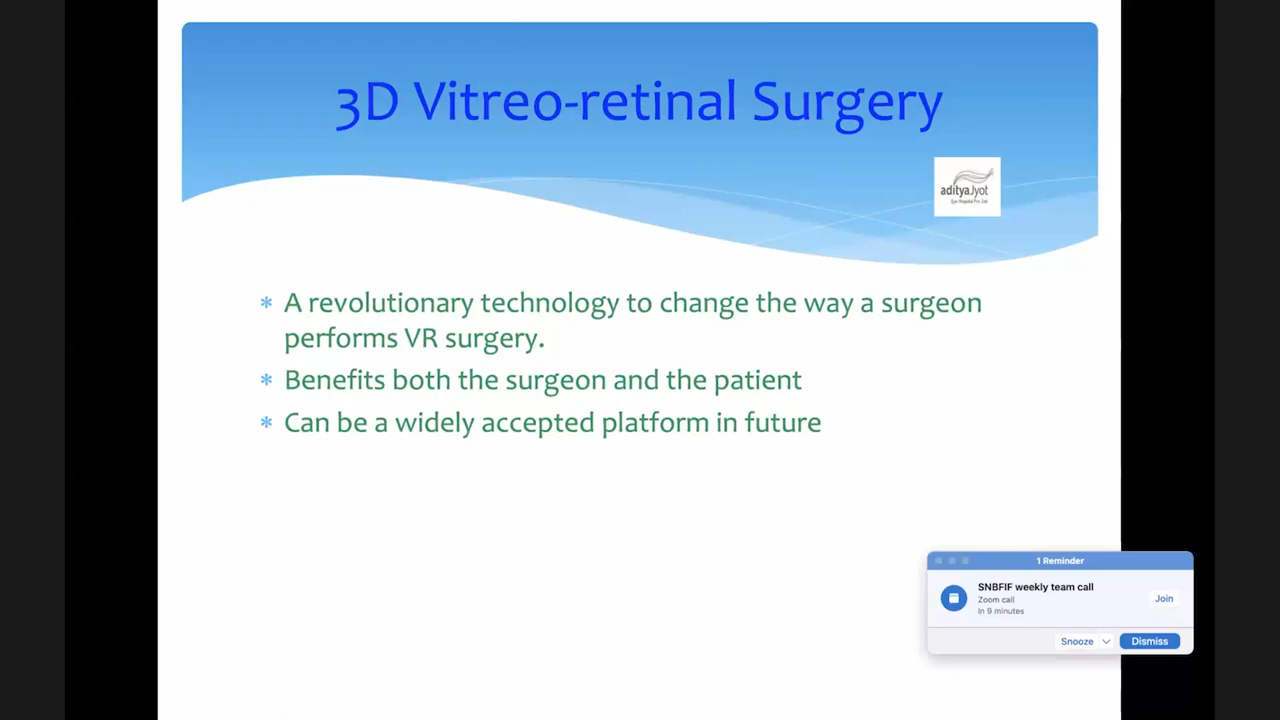 3D Vitreo-retinal Surgery
adityaJyot
Eye Hospital Pvt. Ltd
* A revolutionary technology to change the way a surgeon
performs VR surgery.
* Benefits both the surgeon and the patient
* Can be a widely accepted platform in future
1 Reminder
SNBFIF weekly team call
Zoom call
In 9 minutes
Join
Snooze
Dismiss